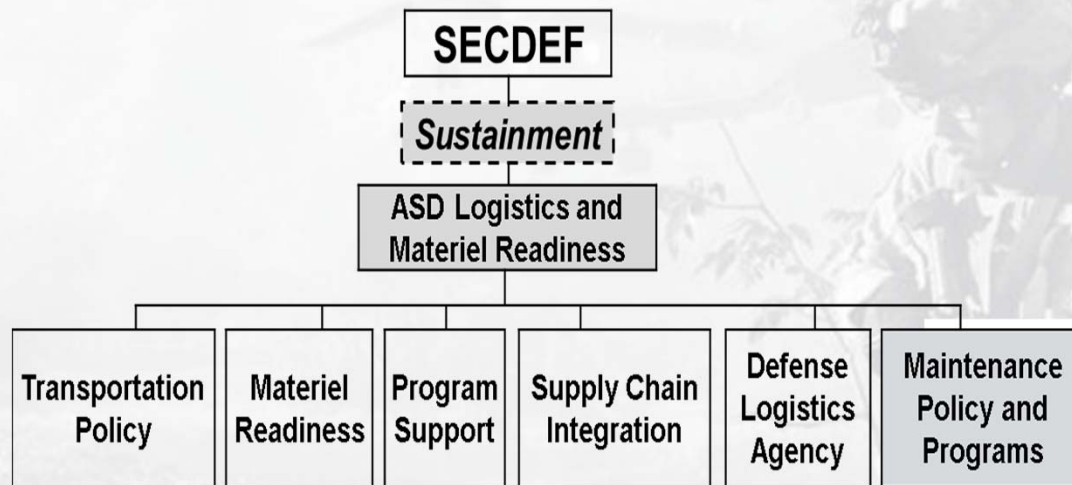 SECDEF
Sustainment
ASD Logistics and
Materiel Readiness
Transportation
Policy
Materiel
Readiness
Program
Support
Supply Chain
Integration
Defense
Logistics
Agency
Maintenance
Policy and
Programs